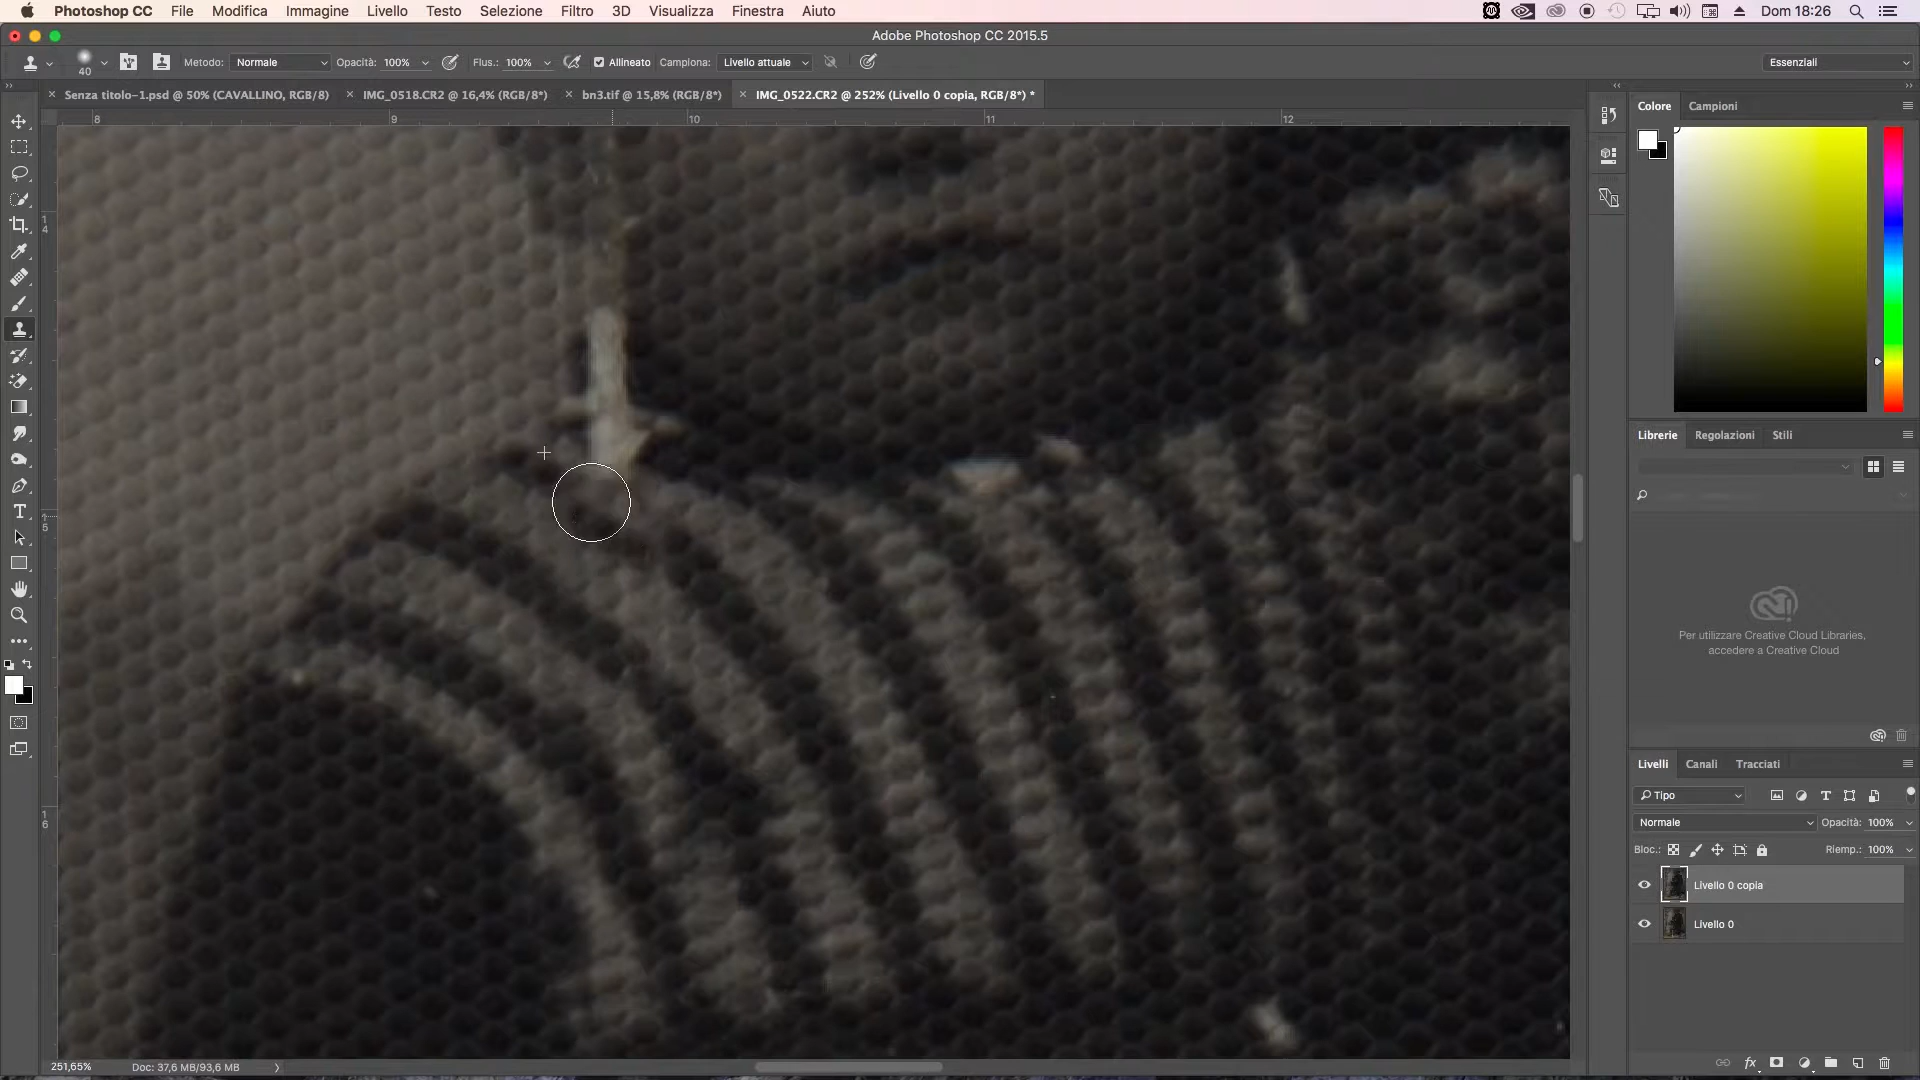 Photoshop CC File Modifica Immagine Livello Testo Selezione Filtro 3D Visualizza Finestra Aiuto Dom 18:26
Adobe Photoshop CC 2015.5
40 Metodo: Normale Opacità: 100% Flus.: 100% Allineato Campiona: Livello attuale Essenziali
Senza titolo-1.psd @ 50% (CAVALLINO, RGB/8) IMG_0518.CR2 @ 16,4% (RGB/8*) bn3.tif @ 15,8% (RGB/8*) IMG_0522.CR2 @ 252% (Livello 0 copia, RGB/8*) *
8 9 10 11 12
14
15
16
Colore Campioni
Librerie Regolazioni Stili
Per utilizzare Creative Cloud Libraries,
accedere a Creative Cloud
Livelli Canali Tracciati
Tipo
Normale Opacità: 100%
Bloc.: Riemp.: 100%
Livello 0 copia
Livello 0
fx
251,65% Doc: 37,6 MB/93,6 MB